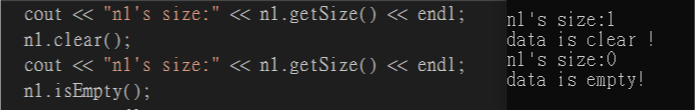 cout << "n1's size:" << n1.getSize() << endl;
n1.clear();
cout << "n1's size:" << n1.getSize() << endl;
n1.isEmpty();
n1's size:1
data is clear !
n1's size:0
data is empty!